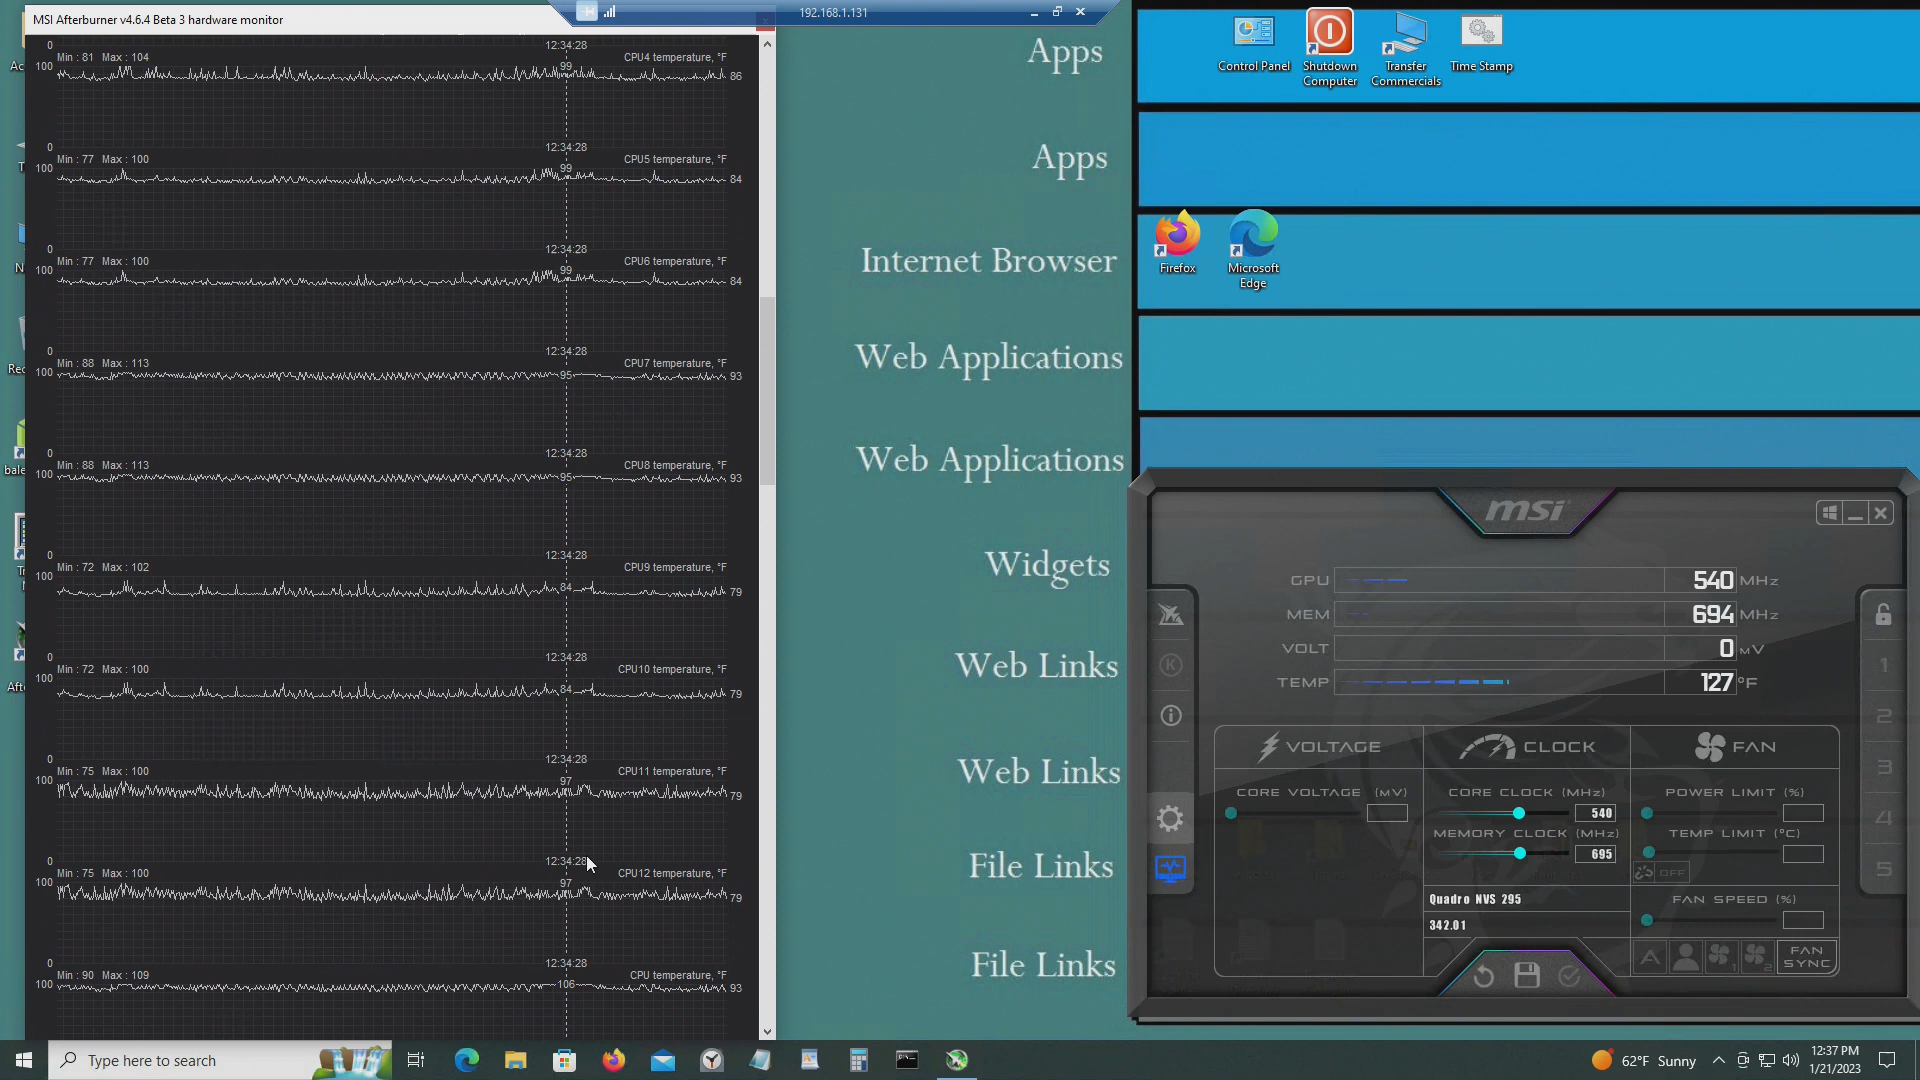 MSI Afterburner v4.6.4 Beta 3 hardware monitor
192.168.1.131
0
12:34:28
Min : 81 Max : 104
CPU4 temperature, °F
100
99
86
0
12:34:28
Min : 77 Max : 100
CPU5 temperature, °F
100
99
84
0
12:34:28
Min : 77 Max : 100
CPU6 temperature, °F
100
99
84
0
12:34:28
Min : 88 Max : 113
CPU7 temperature, °F
100
95
93
0
12:34:28
Min : 88 Max : 113
CPU8 temperature, °F
100
95
93
0
12:34:28
Min : 72 Max : 102
CPU9 temperature, °F
100
84
79
0
12:34:28
Min : 72 Max : 100
CPU10 temperature, °F
100
84
79
0
12:34:28
Min : 75 Max : 100
CPU11 temperature, °F
100
97
79
0
12:34:28
Min : 75 Max : 100
CPU12 temperature, °F
100
97
79
0
12:34:28
Min : 90 Max : 109
CPU temperature, °F
100
106
93
Apps
Apps
Internet Browser
Web Applications
Web Applications
Widgets
Web Links
Web Links
File Links
File Links
Control Panel
Shutdown
Computer
Transfer
Commercials
Time Stamp
Firefox
Microsoft
Edge
msi
GPU 540 MHz
MEM 694 MHz
VOLT 0 MV
TEMP 127 °F
K
1
2
3
4
5
VOLTAGE
CLOCK
FAN
CORE VOLTAGE (MV)
CORE CLOCK (MHz)
540
MEMORY CLOCK (MHz)
695
POWER LIMIT (%)
TEMP LIMIT (°C)
OFF
Quadro NVS 295
342.01
FAN SPEED (%)
A
1
2
FAN
SYNC
Type here to search
62°F Sunny
12:37 PM
1/21/2023